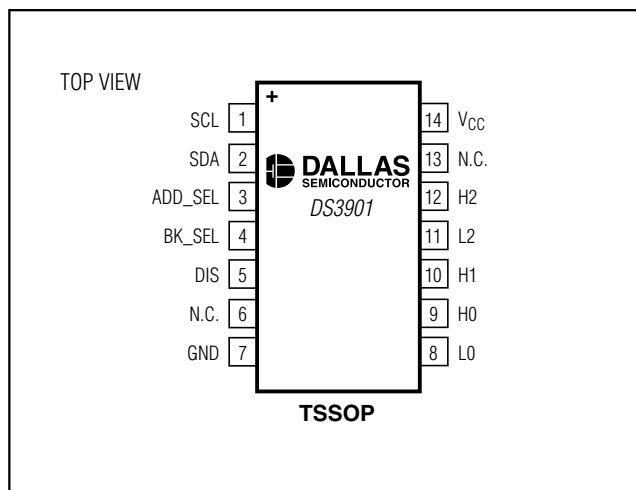 TOP VIEW
+
SCL 1
SDA 2
ADD_SEL 3
BK_SEL 4
DIS 5
N.C. 6
GND 7
DALLAS
SEMICONDUCTOR
DS3901
14 VCC
13 N.C.
12 H2
11 L2
10 H1
9 H0
8 L0
TSSOP